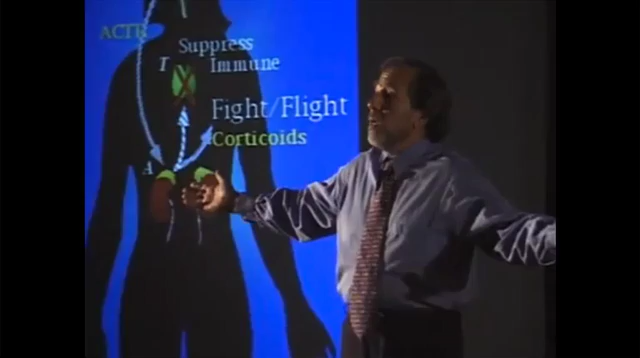 ACTH
Suppress
T Immune
Fight/Flight
Corticoids
A